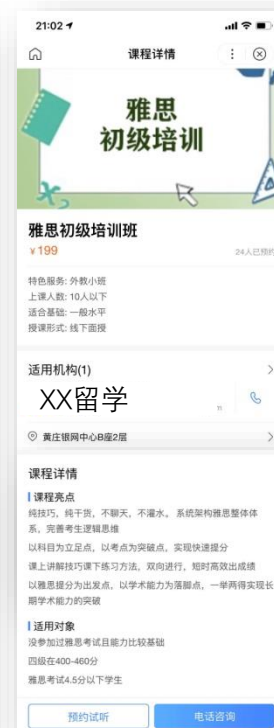 21:02
课程详情
雅思
初级培训
雅思初级培训班
¥199
24人已预约
特色服务: 外教小班
上课人数: 10人以下
适合基础: 一般水平
授课形式: 线下面授
适用机构(1)
XX留学
黄庄银网中心B座2层
课程详情
课程亮点
纯技巧，纯干货，不聊天，不灌水。 系统架构雅思整体体
系，完善考生逻辑思维
以科目为立足点，以考点为突破点，实现快速提分
课上讲解技巧课下练习方法，双向进行，短时高效出成绩
以雅思提分为出发点，以学术能力为落脚点，一举两得实现长
期学术能力的突破
适用对象
没参加过雅思考试且能力比较基础
四级在400-460分
雅思考试4.5分以下学生
预约试听
电话咨询